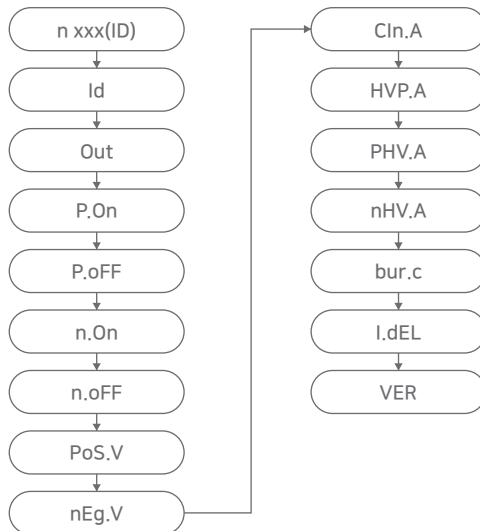 n xxx(ID)
Id
Out
P.On
P.oFF
n.On
n.oFF
PoS.V
nEg.V
CIn.A
HVP.A
PHV.A
nHV.A
bur.c
I.dEL
VER